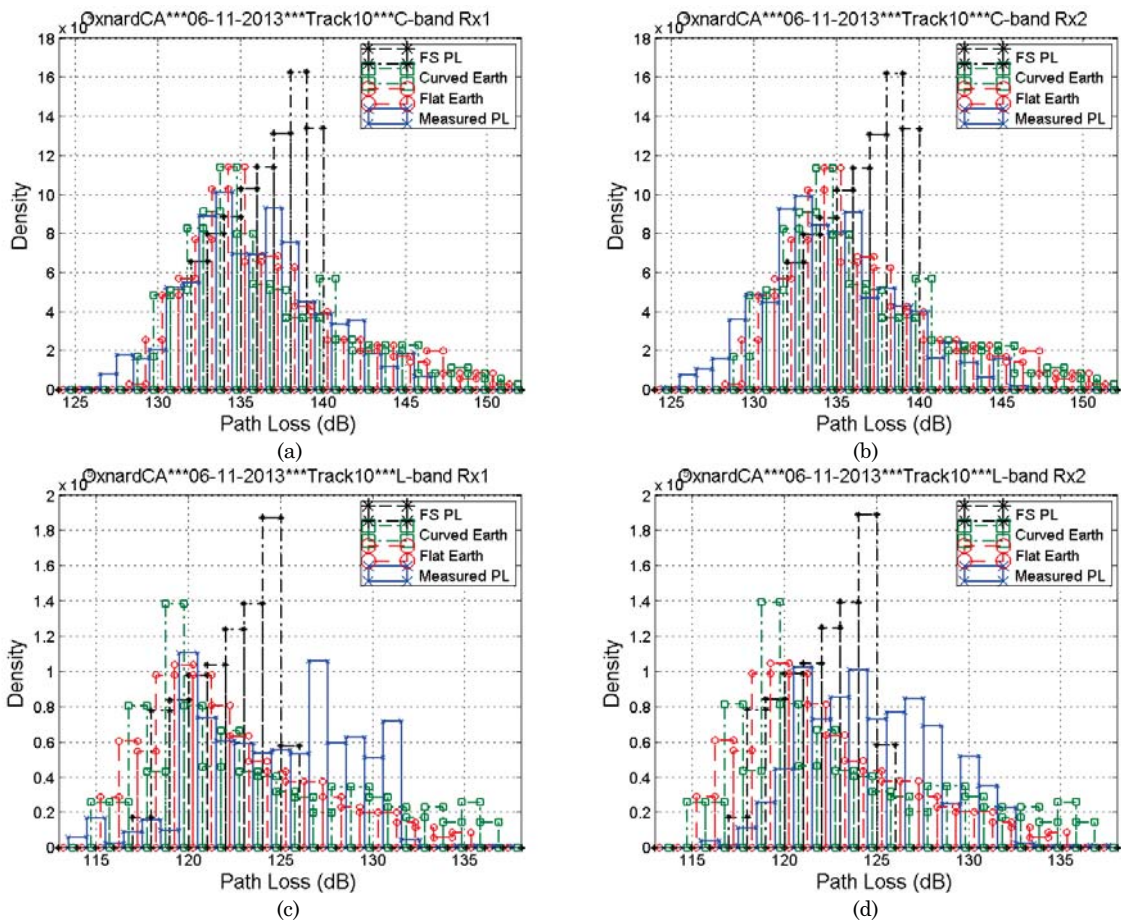 OxnardCA***06-11-2013***Track10***C-band Rx1
18
16
14
12
10
8
6
4
2
0
Density
FS PL
Curved Earth
Flat Earth
Measured PL
125 130 135 140 145 150
Path Loss (dB)
(a)
OxnardCA***06-11-2013***Track10***C-band Rx2
18
16
14
12
10
8
6
4
2
0
Density
FS PL
Curved Earth
Flat Earth
Measured PL
125 130 135 140 145 150
Path Loss (dB)
(b)
OxnardCA***06-11-2013***Track10***L-band Rx1
2
1.8
1.6
1.4
1.2
1
0.8
0.6
0.4
0.2
0
Density
FS PL
Curved Earth
Flat Earth
Measured PL
115 120 125 130 135
Path Loss (dB)
(c)
OxnardCA***06-11-2013***Track10***L-band Rx2
2
1.8
1.6
1.4
1.2
1
0.8
0.6
0.4
0.2
0
Density
FS PL
Curved Earth
Flat Earth
Measured PL
115 120 125 130 135
Path Loss (dB)
(d)